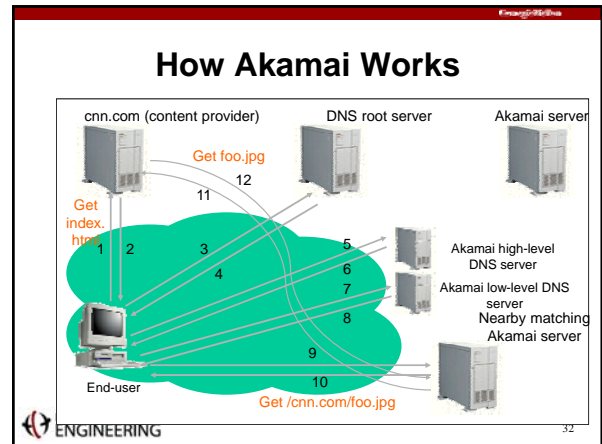 Carnegie Mellon
How Akamai Works
cnn.com (content provider)
DNS root server
Akamai server
Get foo.jpg
12
11
Get
index.
html
1
2
3
4
5
6
7
8
Akamai high-level
DNS server
Akamai low-level DNS
server
Nearby matching
Akamai server
9
10
End-user
Get /cnn.com/foo.jpg
ENGINEERING
32